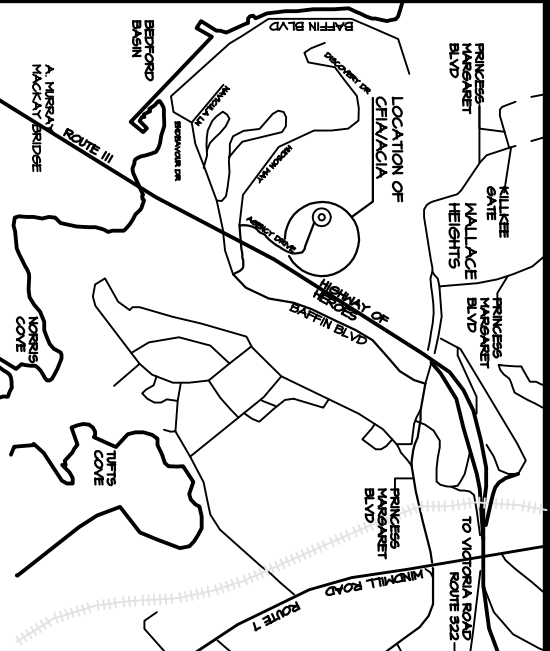 BAFFIN BLVD
BEDFORD
BASIN
A. MURRAY
MACKAY BRIDGE
ROUTE 111
NORRIS
COVE
TUFTS
COVE
ENDEAVOUR DR
DISCOVERY DR
HUDSON WAY
AGENCY DRIVE
LOCATION OF
CFIA/ACIA
PRINCESS
MARGARET
BLVD
KILLKEE
GATE
WALLACE
HEIGHTS
PRINCESS
MARGARET
BLVD
HIGHWAY OF
HEROES
BAFFIN BLVD
PRINCESS
MARGARET
BLVD
TO VICTORIA ROAD
ROUTE 322
WINDMILL ROAD
ROUTE 7